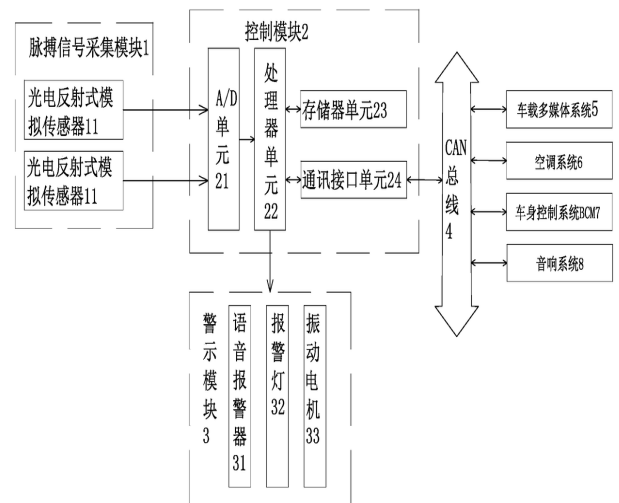 脉搏信号采集模块1
光电反射式模
拟传感器11
光电反射式模
拟传感器11
控制模块2
A/D
单元
21
处理器单元
22
存储器单元23
通讯接口单元24
CAN
总线
4
车载多媒体系统5
空调系统6
车身控制系统BCM7
音响系统8
警示模块
3
语音报警器
31
报警灯
32
振动电机
33